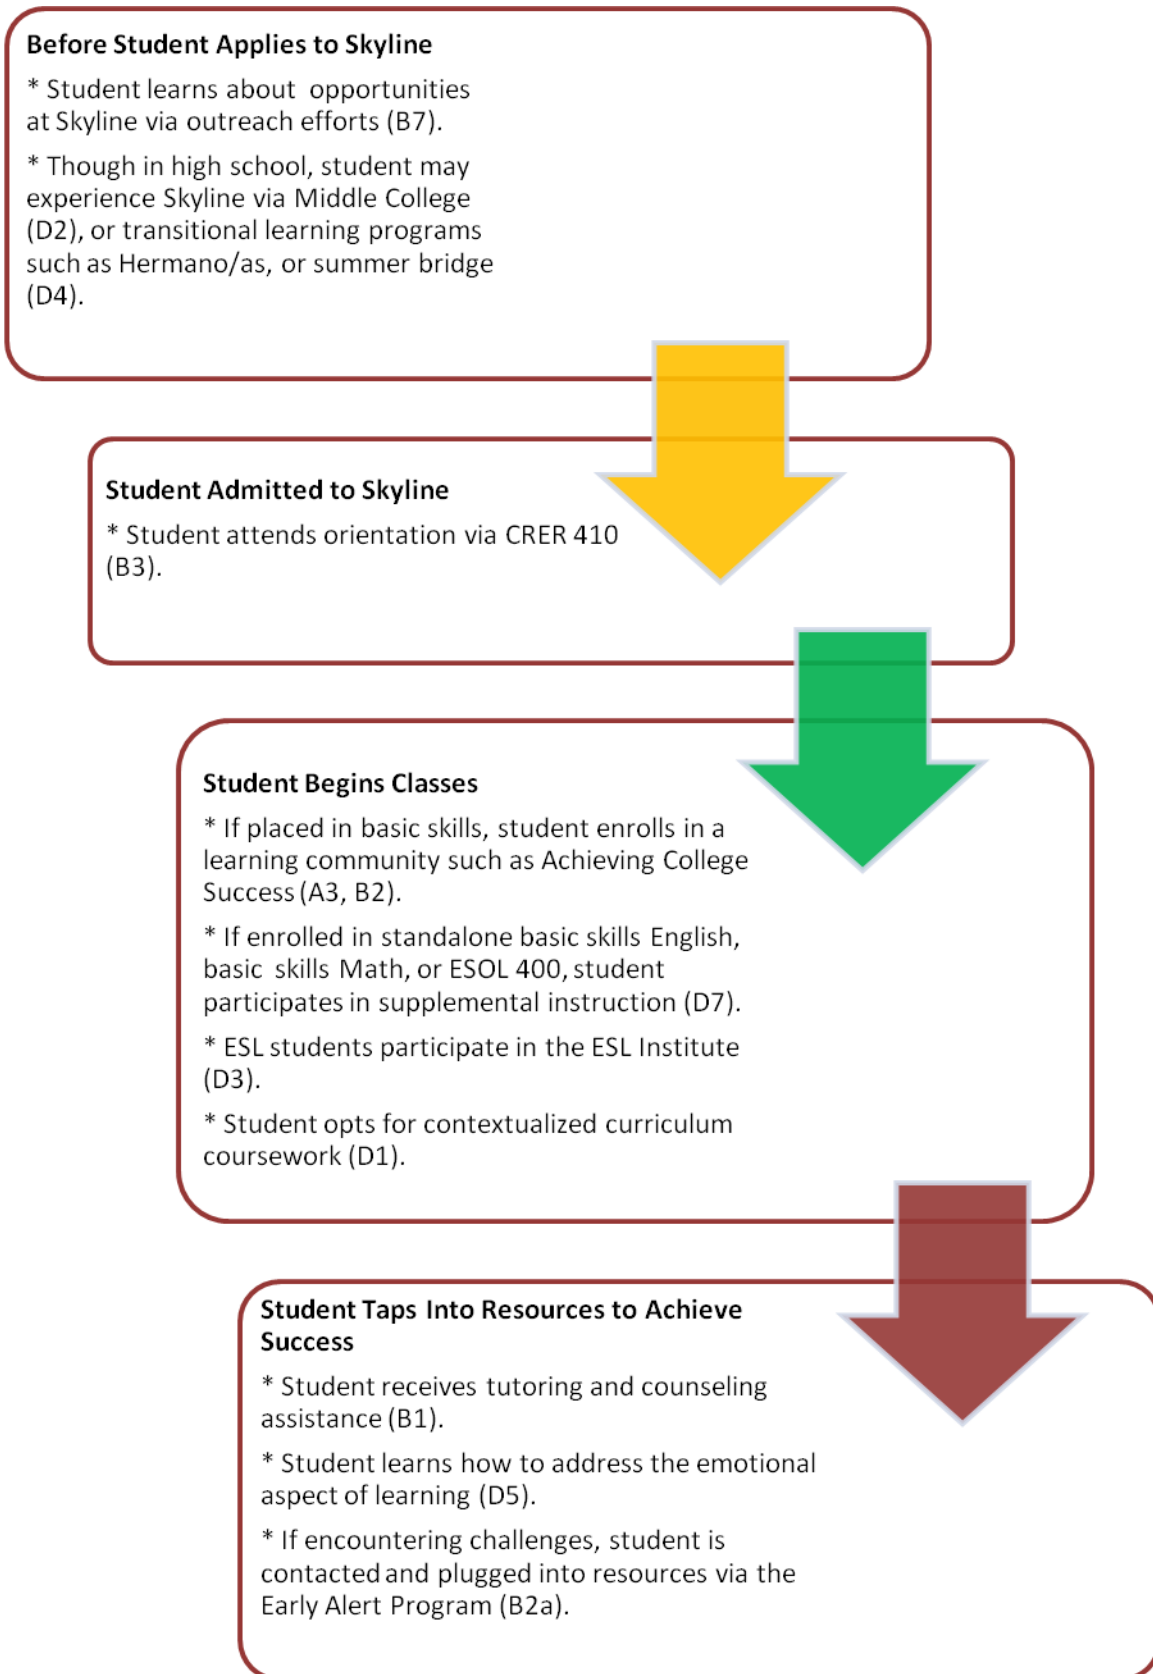 Before Student Applies to Skyline
* Student learns about opportunities
at Skyline via outreach efforts (B7).
* Though in high school, student may
experience Skyline via Middle College
(D2), or transitional learning programs
such as Hermano/as, or summer bridge
(D4).
Student Admitted to Skyline
* Student attends orientation via CRER 410
(B3).
Student Begins Classes
* If placed in basic skills, student enrolls in a
learning community such as Achieving College
Success (A3, B2).
* If enrolled in standalone basic skills English,
basic skills Math, or ESOL 400, student
participates in supplemental instruction (D7).
* ESL students participate in the ESL Institute
(D3).
* Student opts for contextualized curriculum
coursework (D1).
Student Taps Into Resources to Achieve
Success
* Student receives tutoring and counseling
assistance (B1).
* Student learns how to address the emotional
aspect of learning (D5).
* If encountering challenges, student is
contacted and plugged into resources via the
Early Alert Program (B2a).